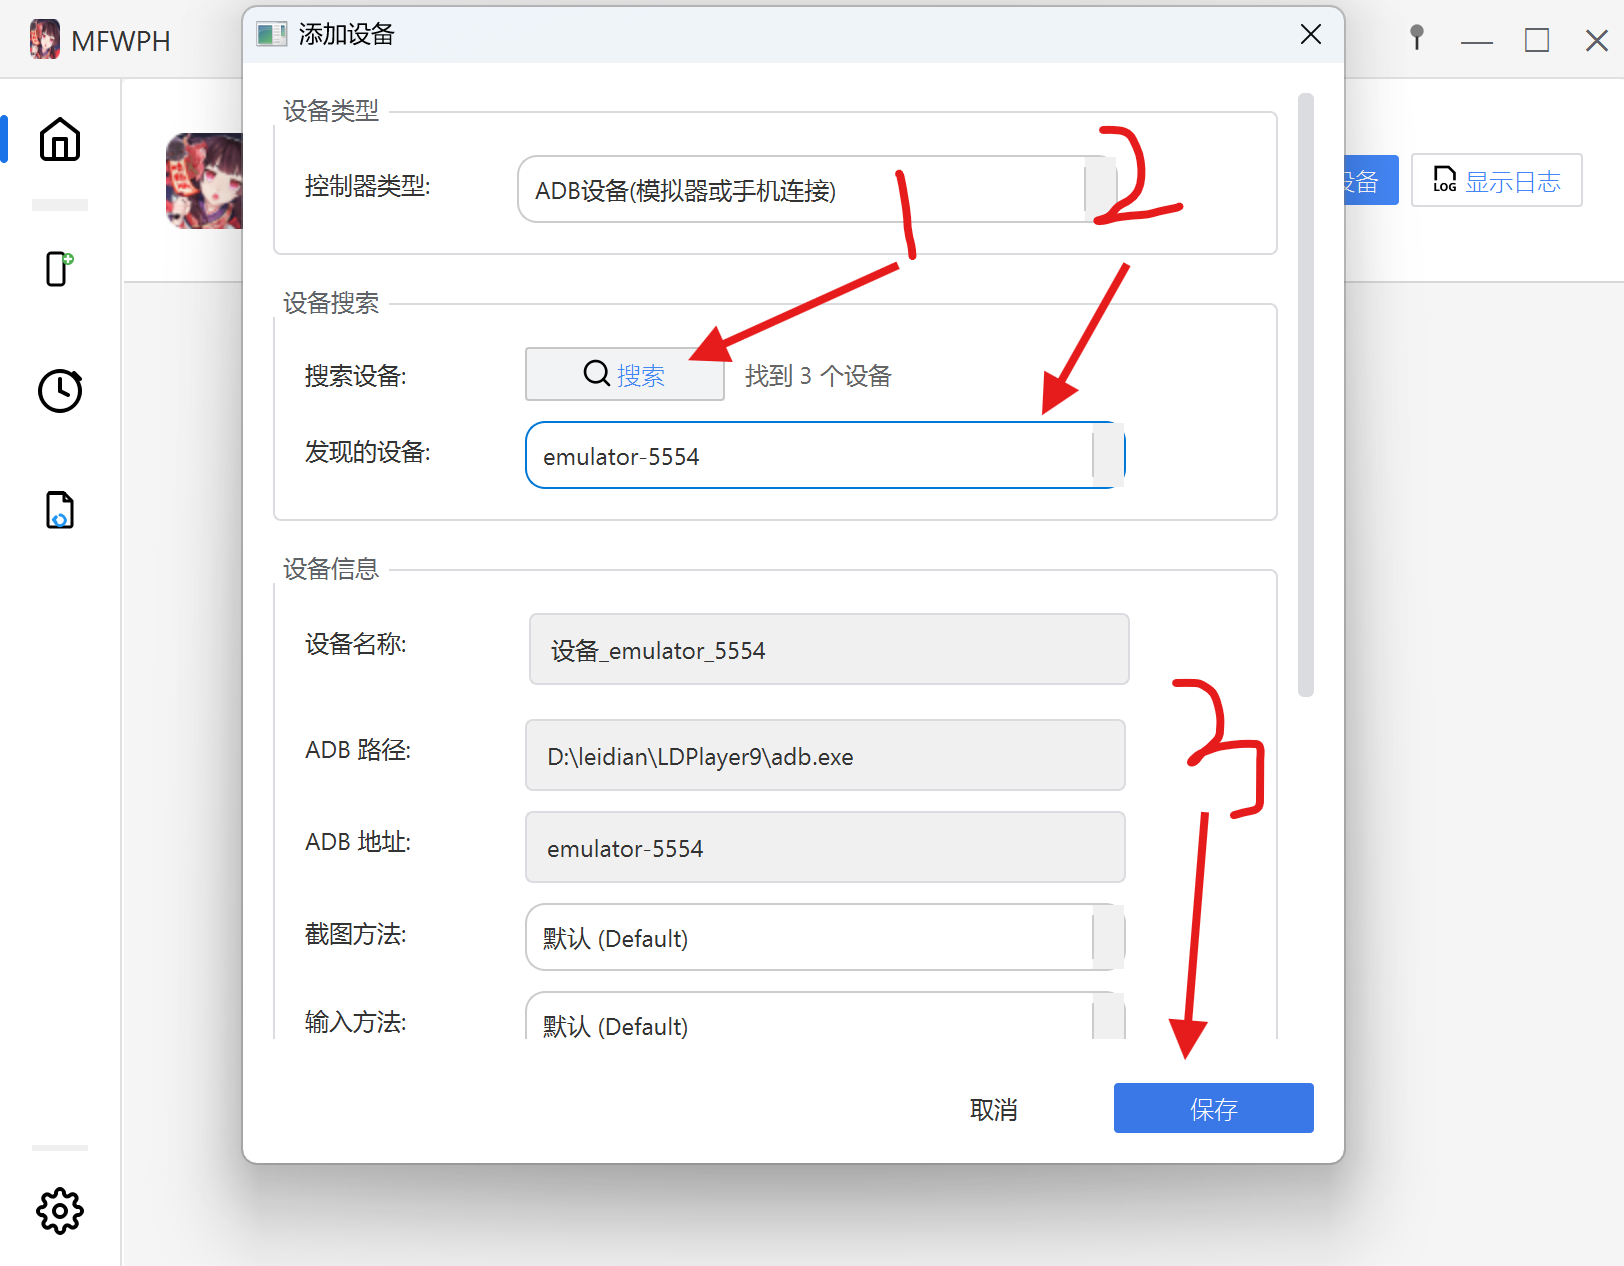 MFWPH
添加设备
设备类型
控制器类型:
ADB设备(模拟器或手机连接)
1
2
设备
LOG 显示日志
设备搜索
搜索设备:
搜索
找到 3 个设备
发现的设备:
emulator-5554
设备信息
设备名称:
设备_emulator_5554
3
ADB 路径:
D:\leidian\LDPlayer9\adb.exe
ADB 地址:
emulator-5554
截图方法:
默认 (Default)
输入方法:
默认 (Default)
取消
保存